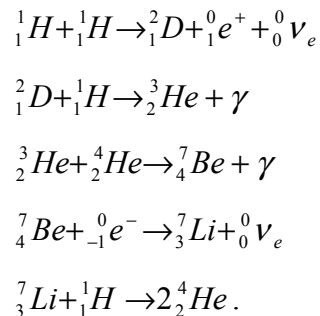 ¹₁H+¹₁H→²₁D+⁰₁e⁺+⁰₀νₑ
²₁D+¹₁H→³₂He+γ
³₂He+⁴₂He→⁷₄Be+γ
⁷₄Be+⁰₋₁e⁻→⁷₃Li+⁰₀νₑ
⁷₃Li+¹₁H→2⁴₂He.